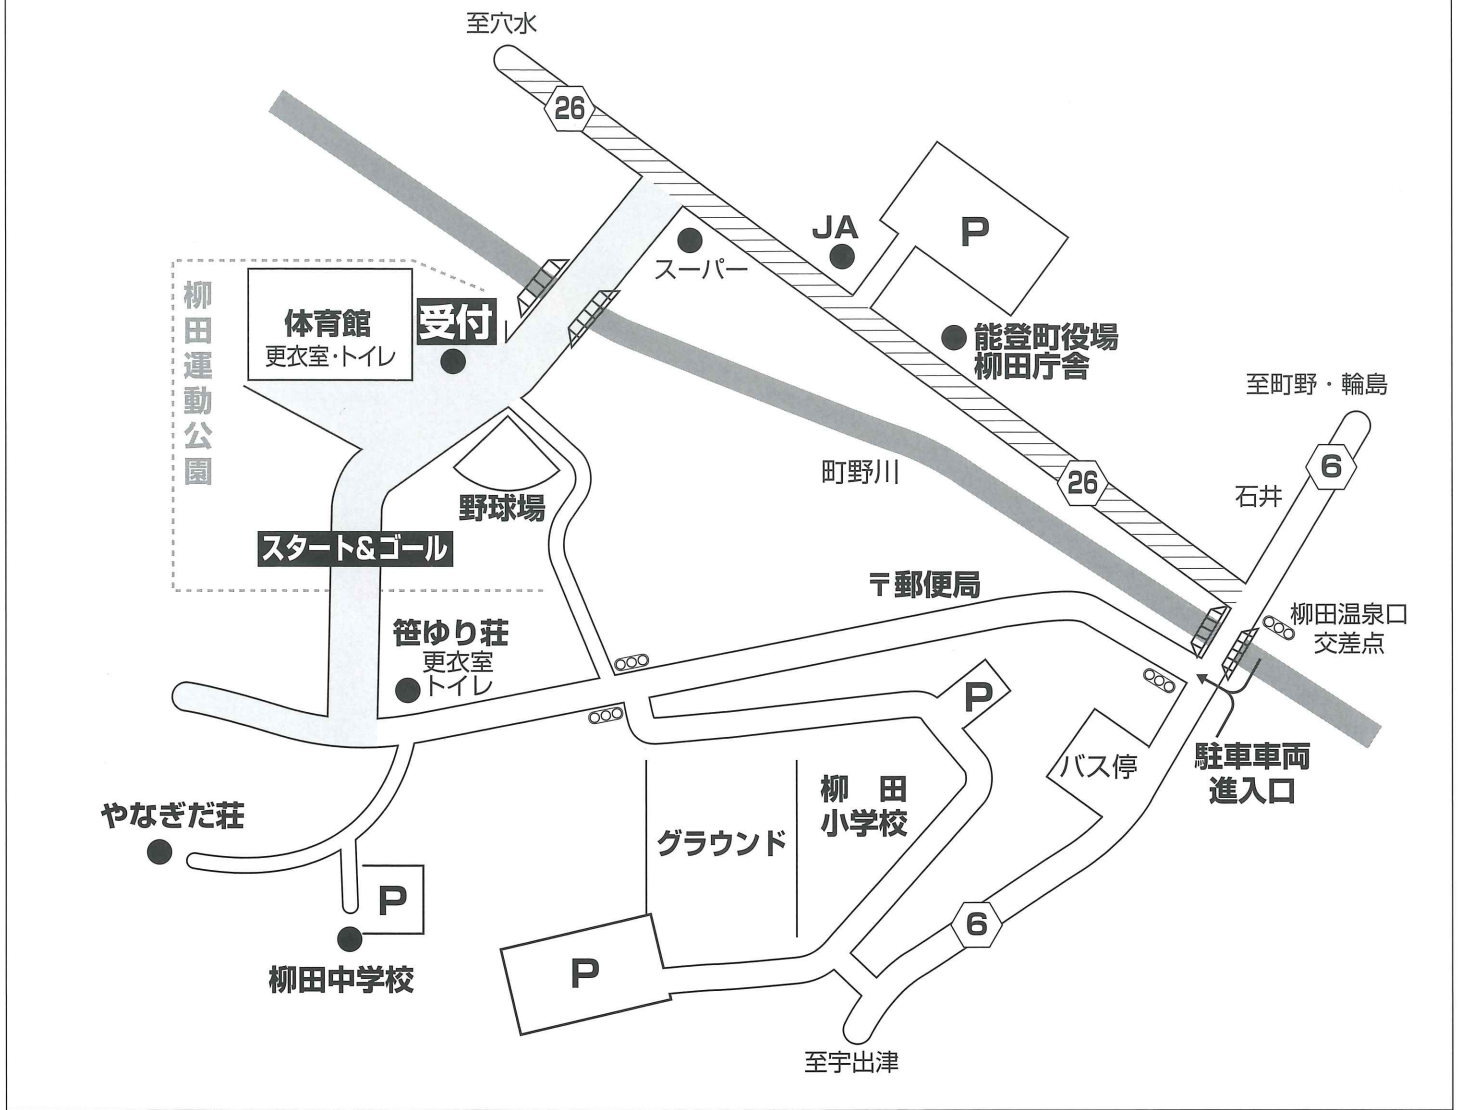 至穴水
26
JA
P
スーパー
受付
体育館
更衣室・トイレ
柳田運動公園
能登町役場
柳田庁舎
至町野・輪島
6
町野川
26
石井
野球場
スタート&ゴール
〒郵便局
柳田温泉口
交差点
笹ゆり荘
更衣室
トイレ
P
駐車車両
進入口
バス停
やなぎだ荘
柳田
小学校
グラウンド
P
6
柳田中学校
P
至宇出津